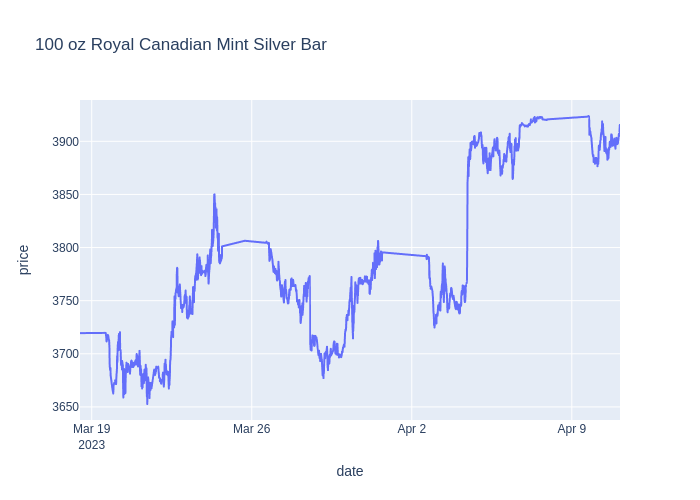 100 oz Royal Canadian Mint Silver Bar
price
3900
3850
3800
3750
3700
3650
Mar 19
2023
Mar 26
Apr 2
Apr 9
date